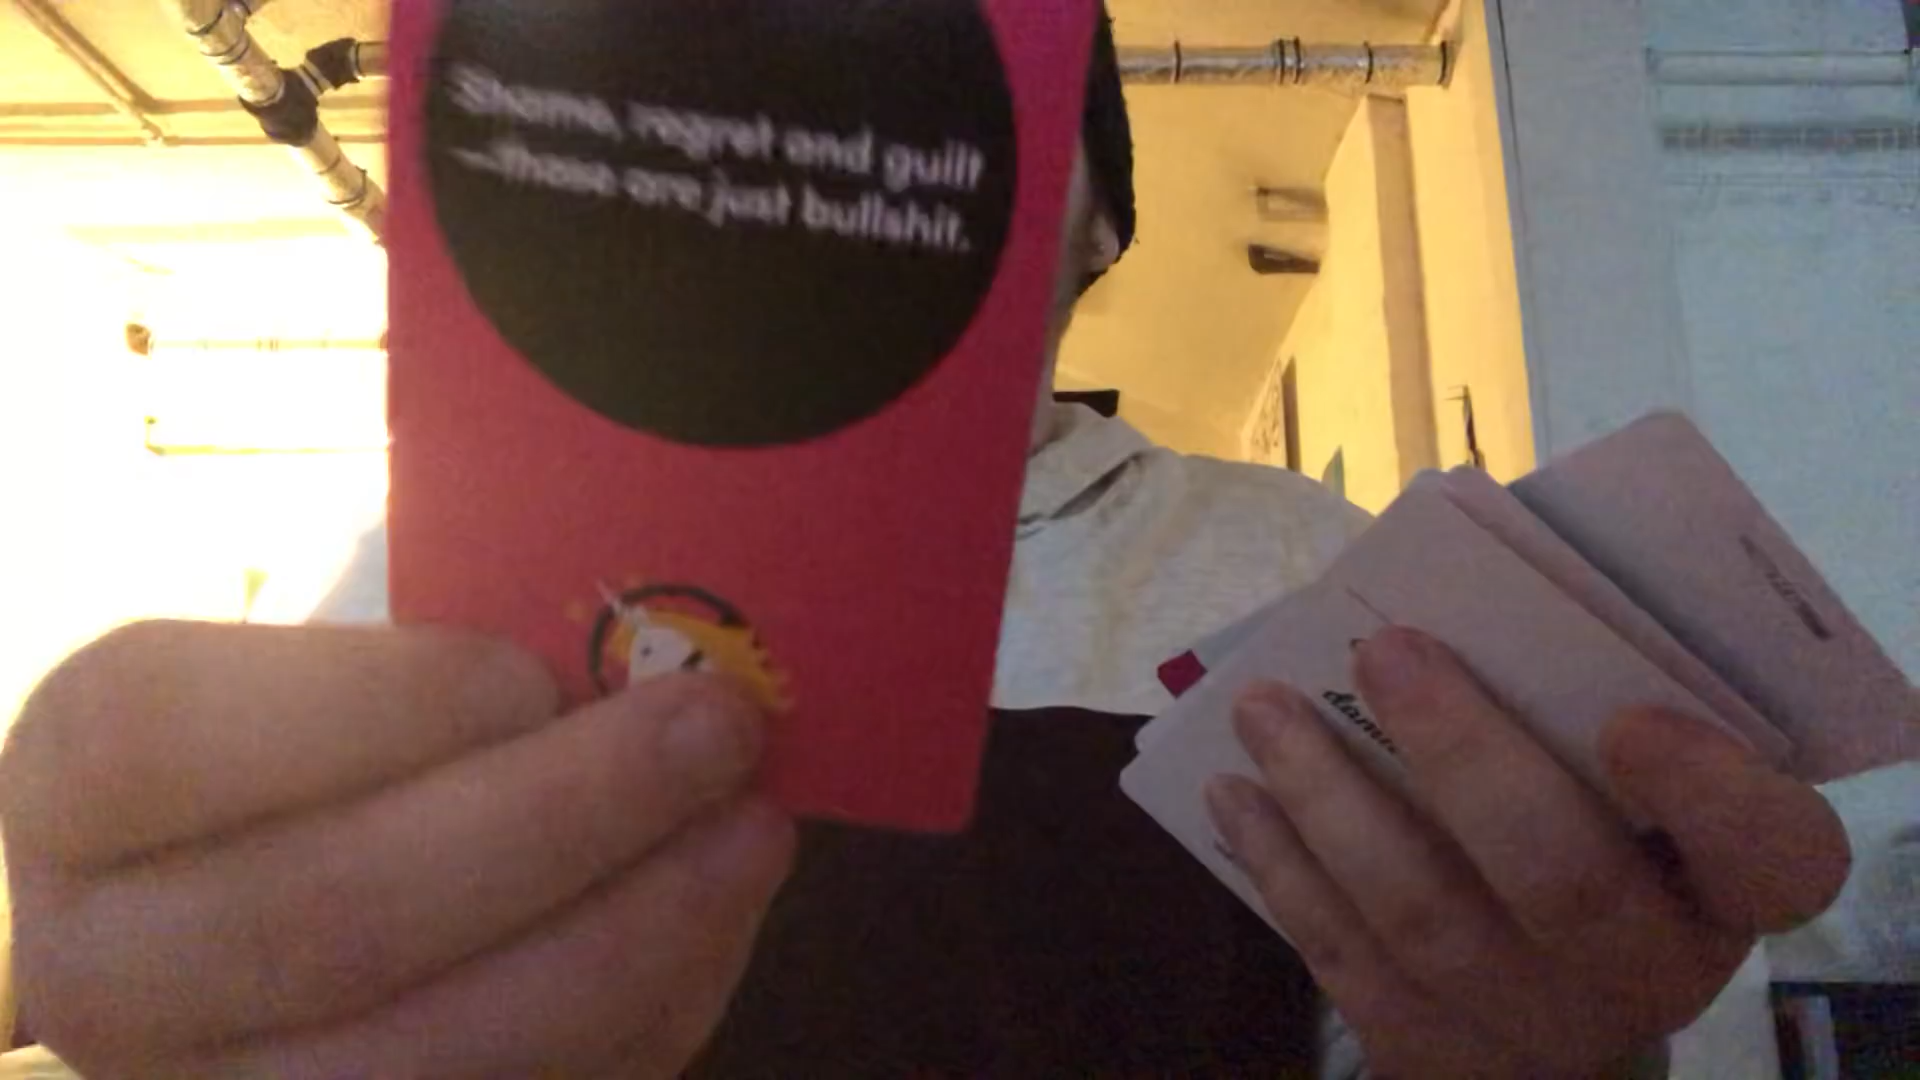 Shame, regret and guilt
—those are just bullshit.